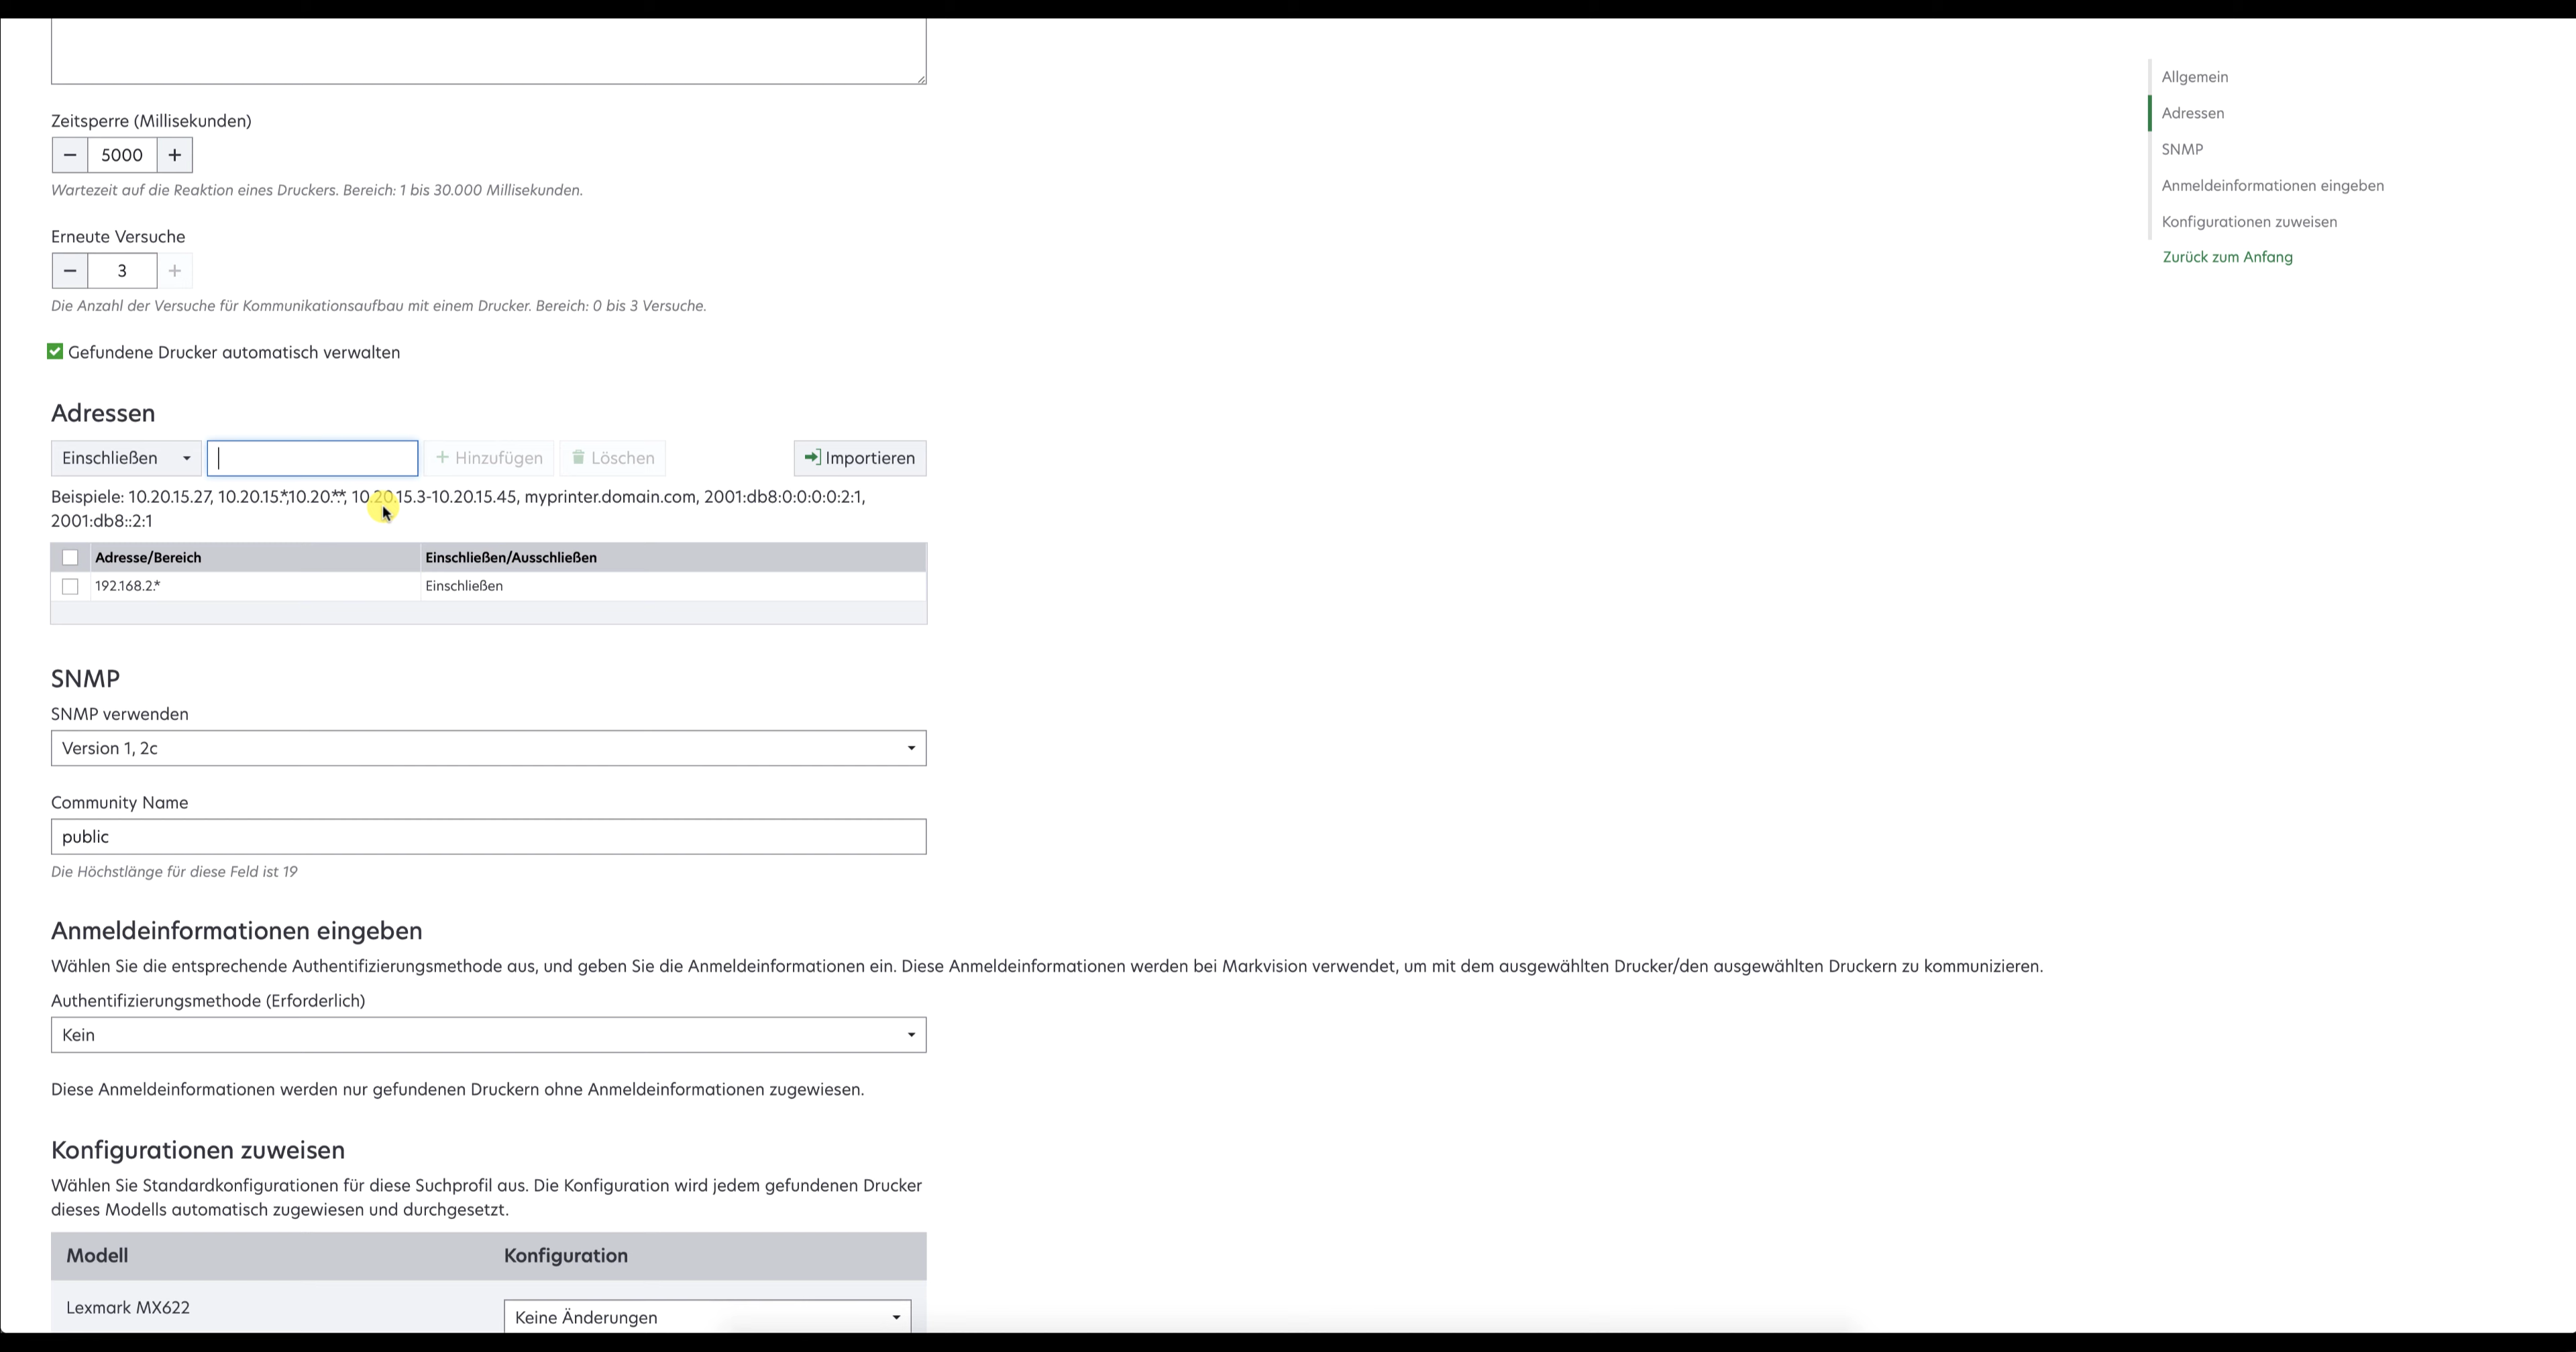 Zeitsperre (Millisekunden)
5000
Wartezeit auf die Reaktion eines Druckers. Bereich: 1 bis 30.000 Millisekunden.
Erneute Versuche
3
Die Anzahl der Versuche für Kommunikationsaufbau mit einem Drucker. Bereich: 0 bis 3 Versuche.
Gefundene Drucker automatisch verwalten
Adressen
Einschließen
Hinzufügen
Löschen
Importieren
Beispiele: 10.20.15.27, 10.20.15.*,10.20.*.*, 10.20.15.3-10.20.15.45, myprinter.domain.com, 2001:db8:0:0:0:0:2:1,
2001:db8::2:1
Adresse/Bereich Einschließen/Ausschließen
192.168.2.* Einschließen
SNMP
SNMP verwenden
Version 1, 2c
Community Name
public
Die Höchstlänge für diese Feld ist 19
Anmeldeinformationen eingeben
Wählen Sie die entsprechende Authentifizierungsmethode aus, und geben Sie die Anmeldeinformationen ein. Diese Anmeldeinformationen werden bei Markvision verwendet, um mit dem ausgewählten Drucker/den ausgewählten Druckern zu kommunizieren.
Authentifizierungsmethode (Erforderlich)
Kein
Diese Anmeldeinformationen werden nur gefundenen Druckern ohne Anmeldeinformationen zugewiesen.
Konfigurationen zuweisen
Wählen Sie Standardkonfigurationen für diese Suchprofil aus. Die Konfiguration wird jedem gefundenen Drucker
dieses Modells automatisch zugewiesen und durchgesetzt.
Modell Konfiguration
Lexmark MX622
Keine Änderungen
Allgemein
Adressen
SNMP
Anmeldeinformationen eingeben
Konfigurationen zuweisen
Zurück zum Anfang